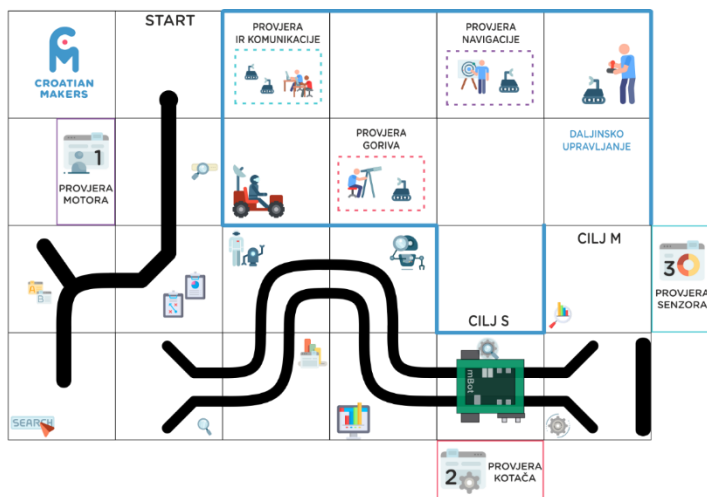 START
CROATIAN
MAKERS
PROVJERA
IR KOMUNIKACIJE
PROVJERA
NAVIGACIJE
1
PROVJERA
MOTORA
PROVJERA
GORIVA
DALJINSKO
UPRAVLJANJE
A
B
CILJ M
3
PROVJERA
SENZORA
CILJ S
mBot
SEARCH
2
PROVJERA
KOTAČA